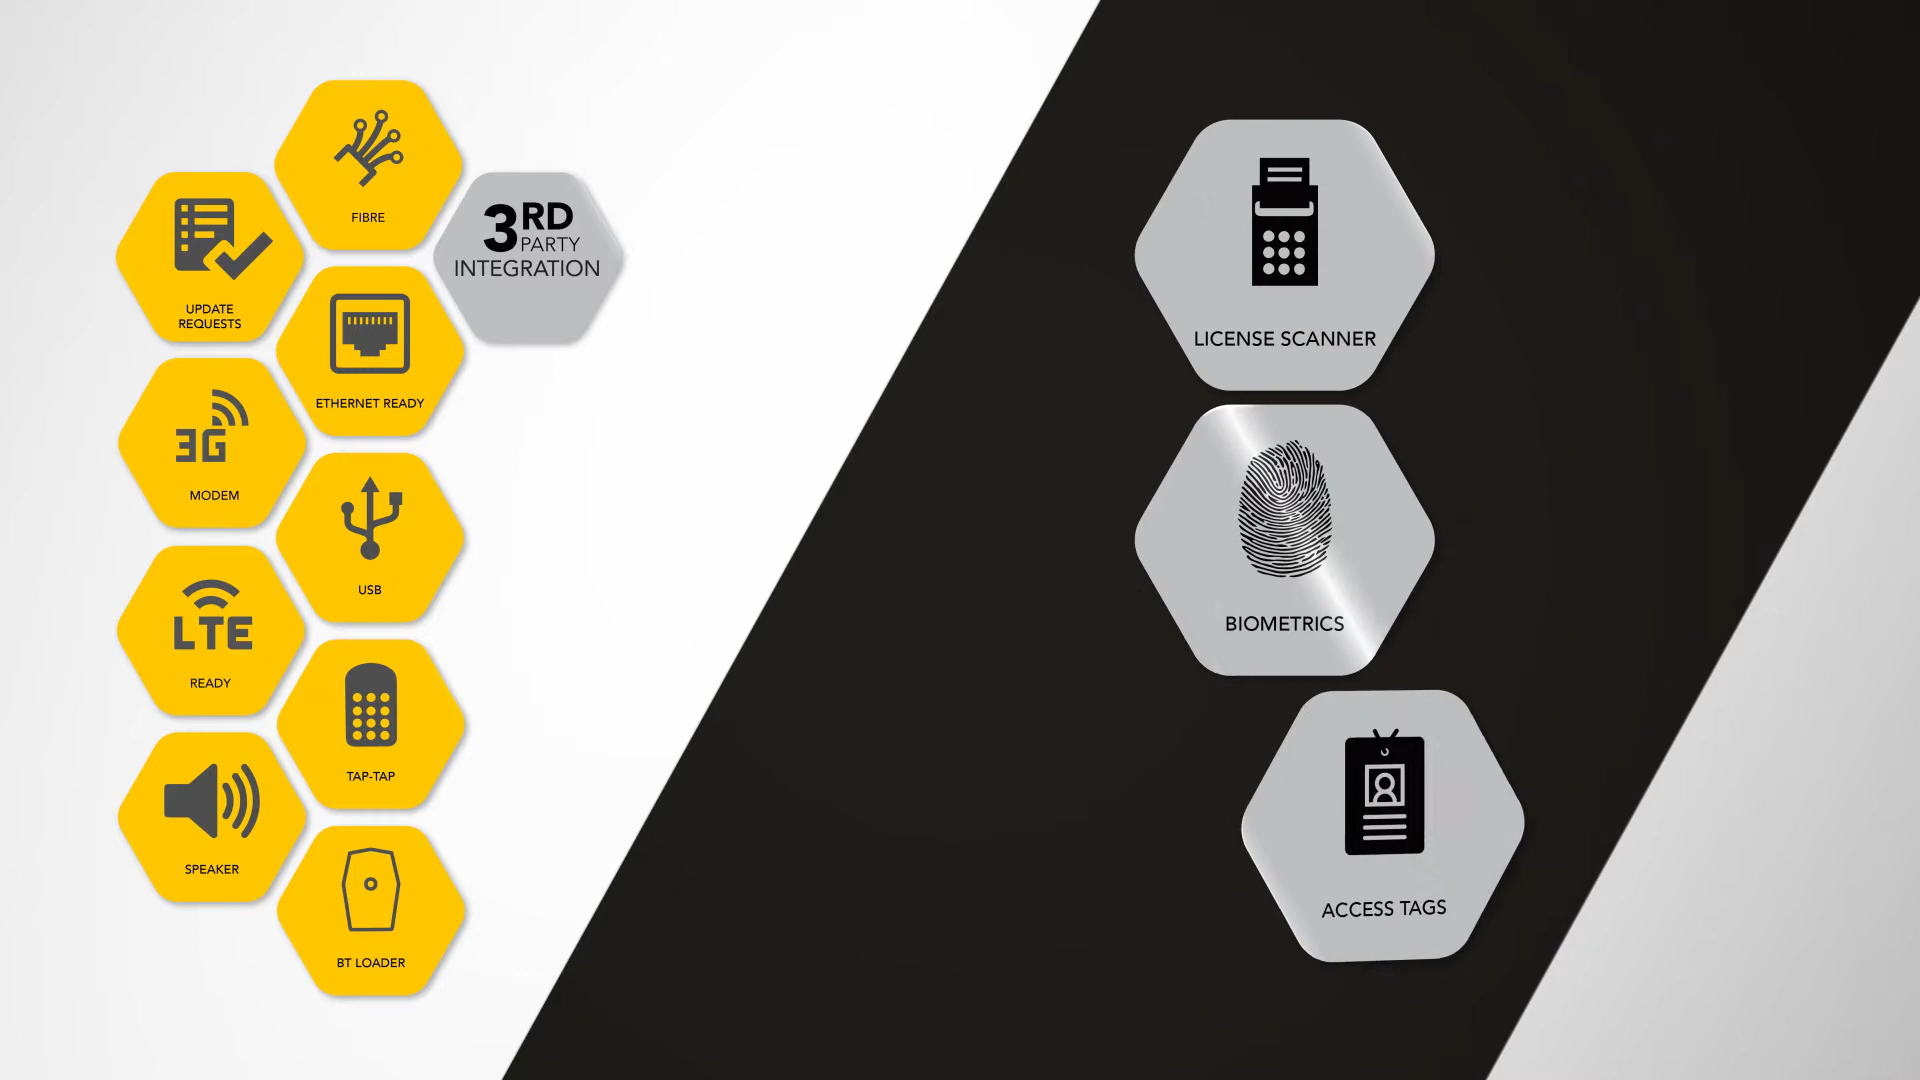 FIBRE
UPDATE
REQUESTS
3RD
PARTY
INTEGRATION
ETHERNET READY
3G
MODEM
USB
LTE
READY
TAP-TAP
SPEAKER
BT LOADER
LICENSE SCANNER
BIOMETRICS
ACCESS TAGS